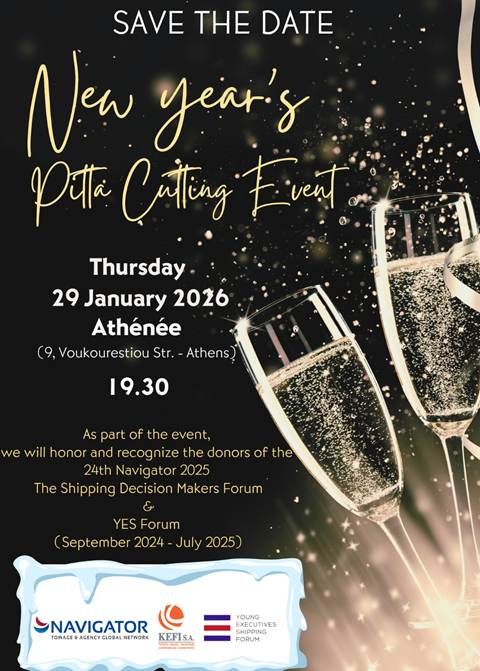 SAVE THE DATE
New year's
Pitta Cutting Event
Thursday
29 January 2026
Athénée
(9, Voukourestiou Str. - Athens)
19.30
As part of the event,
we will honor and recognize the donors of the
24th Navigator 2025
The Shipping Decision Makers Forum
&
YES Forum
(September 2024 - July 2025)
NAVIGATOR
TOWAGE & AGENCY GLOBAL NETWORK
KEFI S.A.
YOUNG
EXECUTIVES
SHIPPING
FORUM